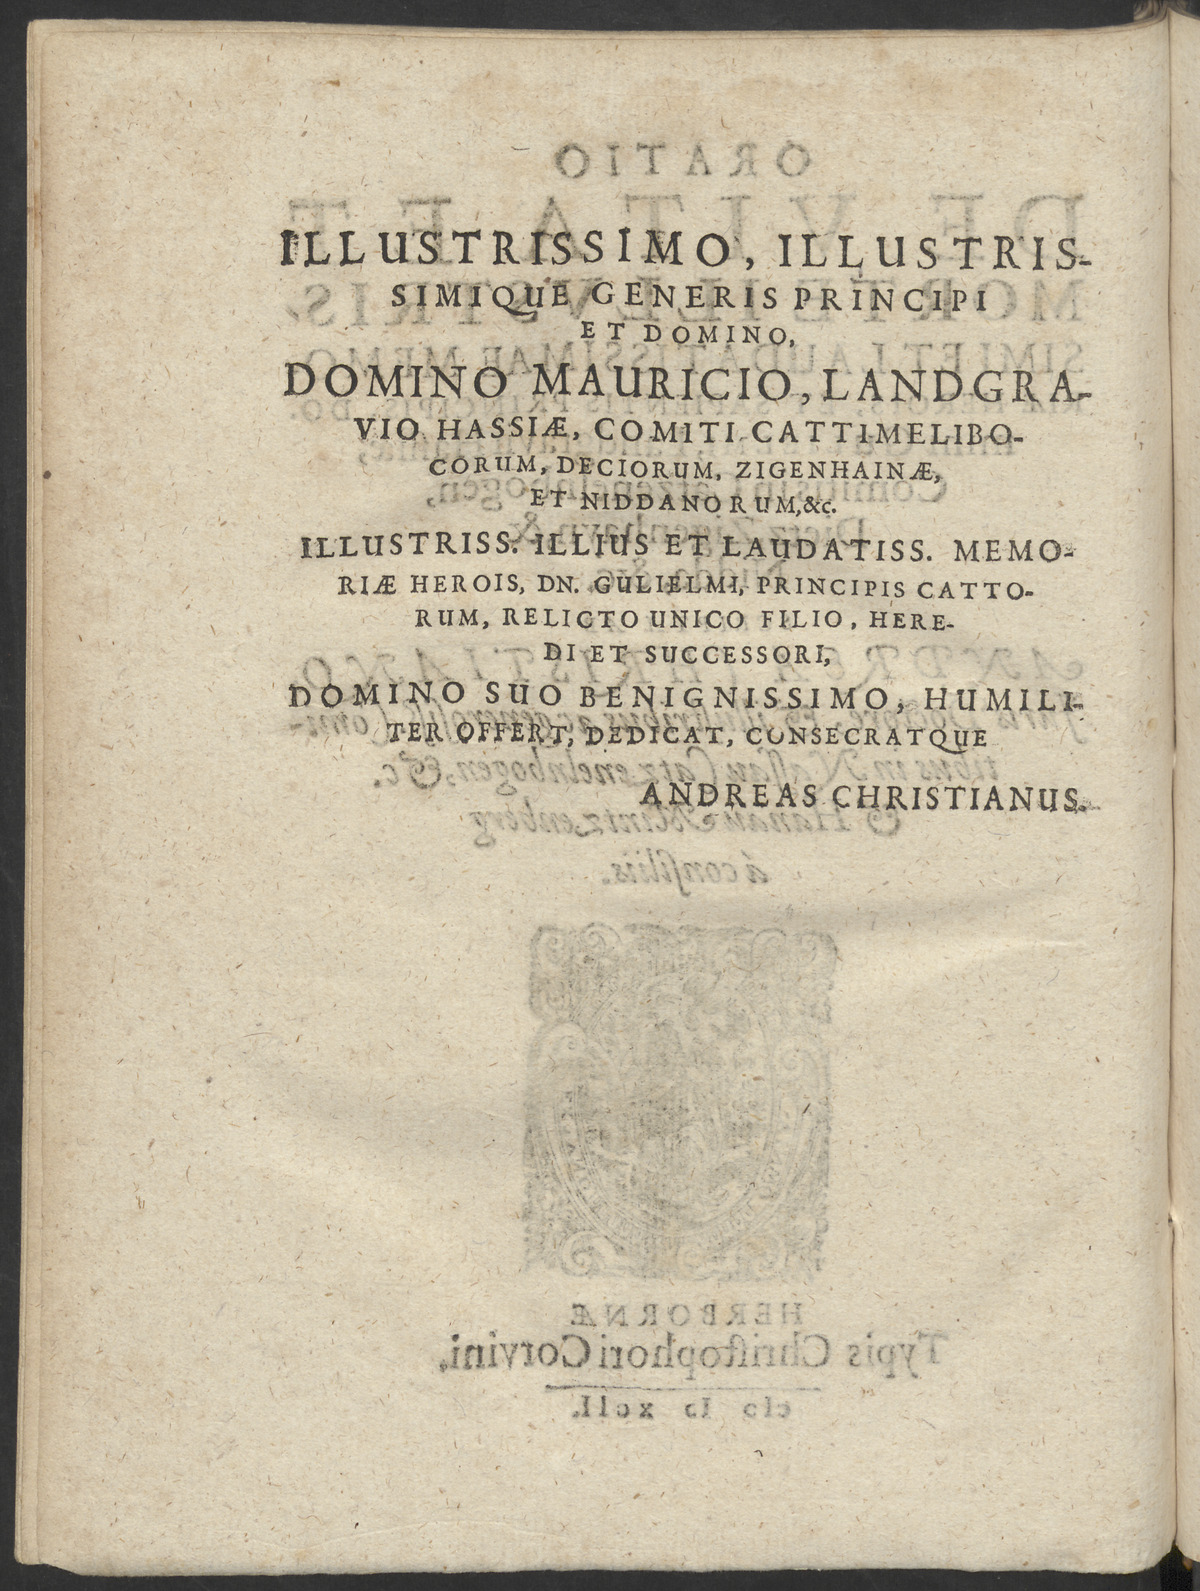 ILLUSTRISSIMO, ILLUSTRIS-
SIMIQUE GENERIS PRINCIPI
ET DOMINO,
DOMINO MAURICIO, LANDGRA-
VIO HASSIÆ, COMITI CATTIMELIBO-
CORUM, DECIORUM, ZIGENHAINÆ,
ET NIDDANORUM, &c.
ILLUSTRISS. ILLIUS ET LAUDATISS. MEMO-
RIÆ HEROIS, DN. GULIELMI, PRINCIPIS CATTO-
RUM, RELICTO UNICO FILIO, HERE-
DI ET SUCCESSORI,
DOMINO SUO BENIGNISSIMO, HUMILI-
TER OFFERT, DEDICAT, CONSECRATQUE
ANDREAS CHRISTIANUS.